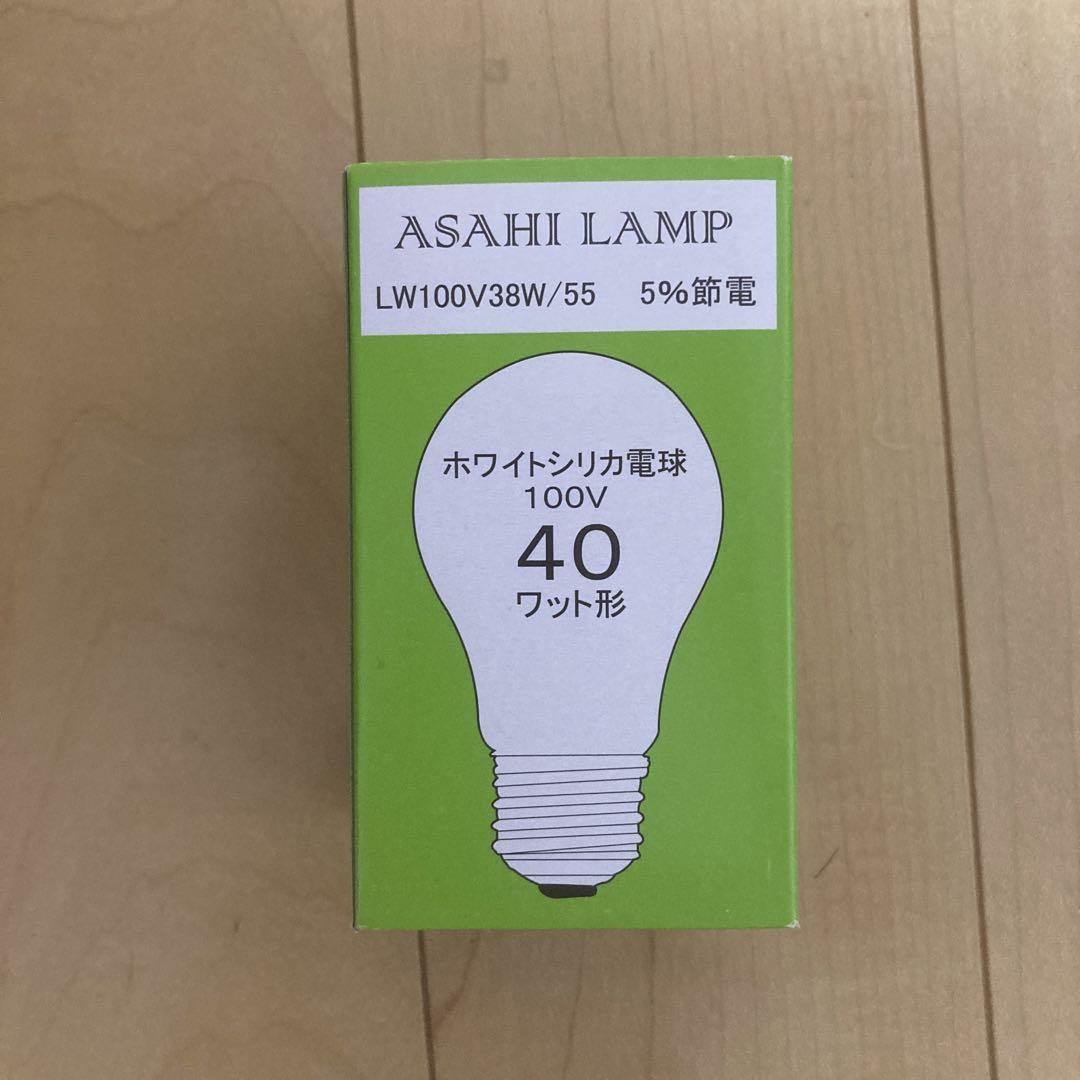 ASAHI LAMP
LW100V38W/55 5%節電
ホワイトシリカ電球
100V
40
ワット形